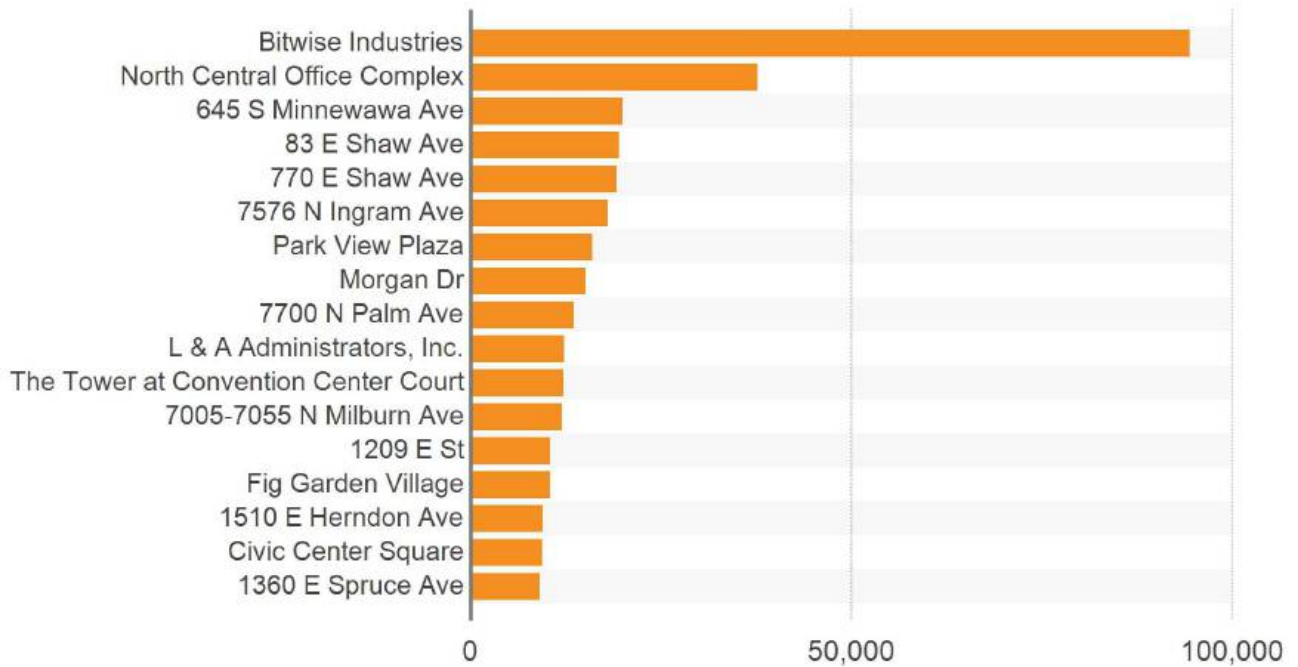 Bitwise Industries
North Central Office Complex
645 S Minnewawa Ave
83 E Shaw Ave
770 E Shaw Ave
7576 N Ingram Ave
Park View Plaza
Morgan Dr
7700 N Palm Ave
L & A Administrators, Inc.
The Tower at Convention Center Court
7005-7055 N Milburn Ave
1209 E St
Fig Garden Village
1510 E Herndon Ave
Civic Center Square
1360 E Spruce Ave
0 50,000 100,000